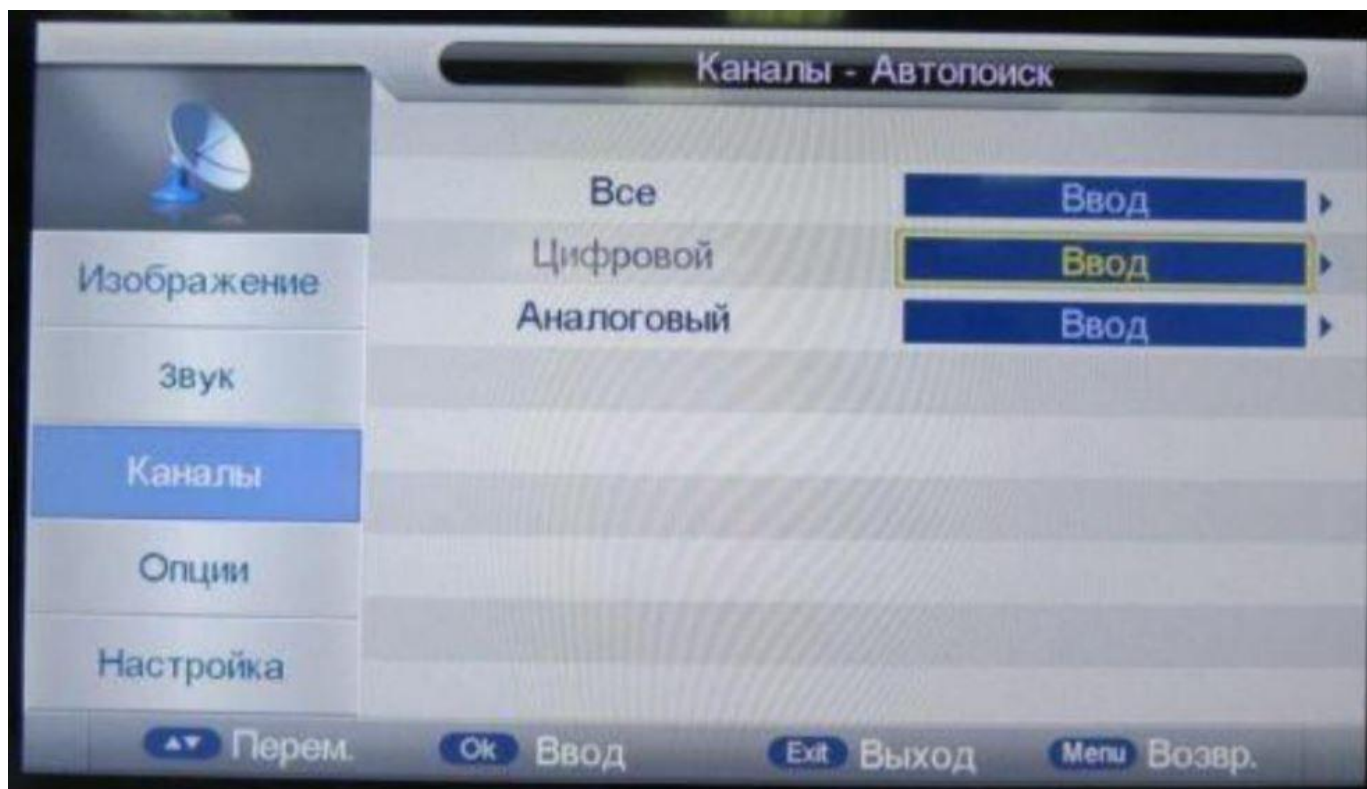 Каналы - Автопоиск
Все Ввод
Цифровой Ввод
Аналоговый Ввод
Изображение
Звук
Каналы
Опции
Настройка
Перем. Ok Ввод Exit Выход Menu Возвр.